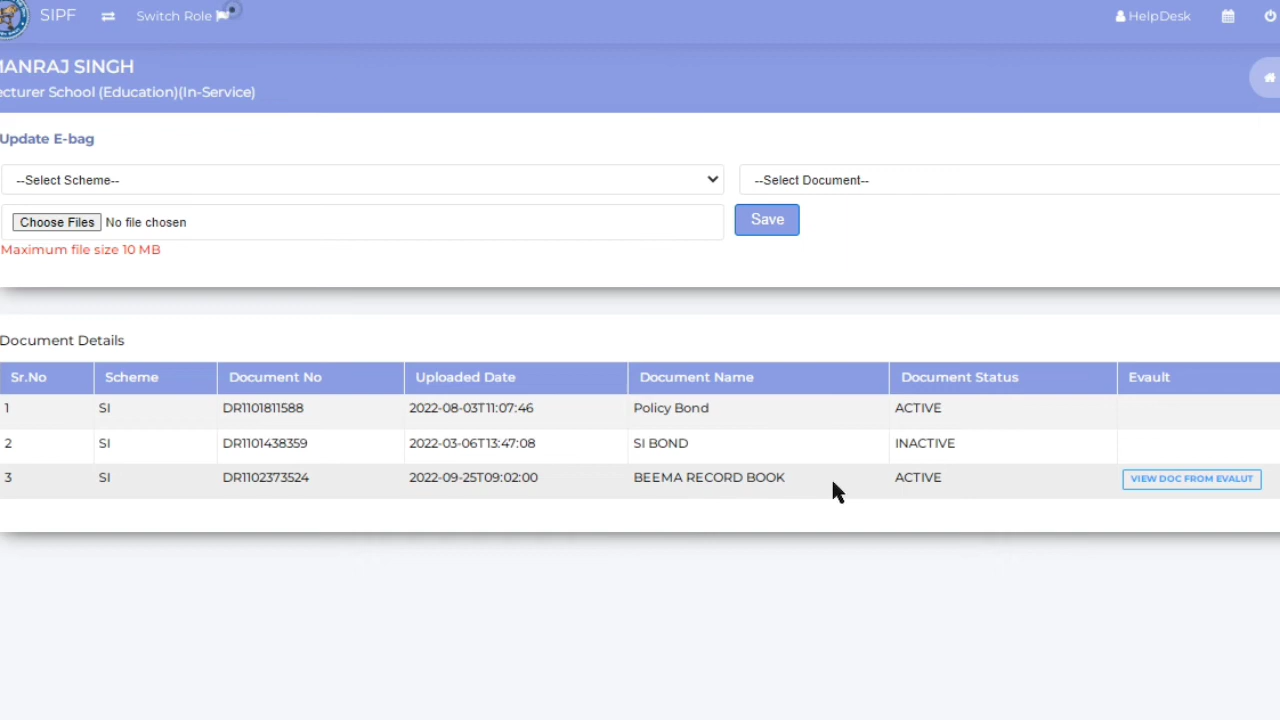 SIPF Switch Role HelpDesk
MANRAJ SINGH
ecturer School (Education)(In-Service)
Update E-bag
--Select Scheme-- --Select Document--
Choose Files No file chosen Save
Maximum file size 10 MB
Document Details
Sr.No Scheme Document No Uploaded Date Document Name Document Status Evault
1 SI DR1101811588 2022-08-03T11:07:46 Policy Bond ACTIVE
2 SI DR1101438359 2022-03-06T13:47:08 SI BOND INACTIVE
3 SI DR1102373524 2022-09-25T09:02:00 BEEMA RECORD BOOK ACTIVE VIEW DOC FROM EVALUT